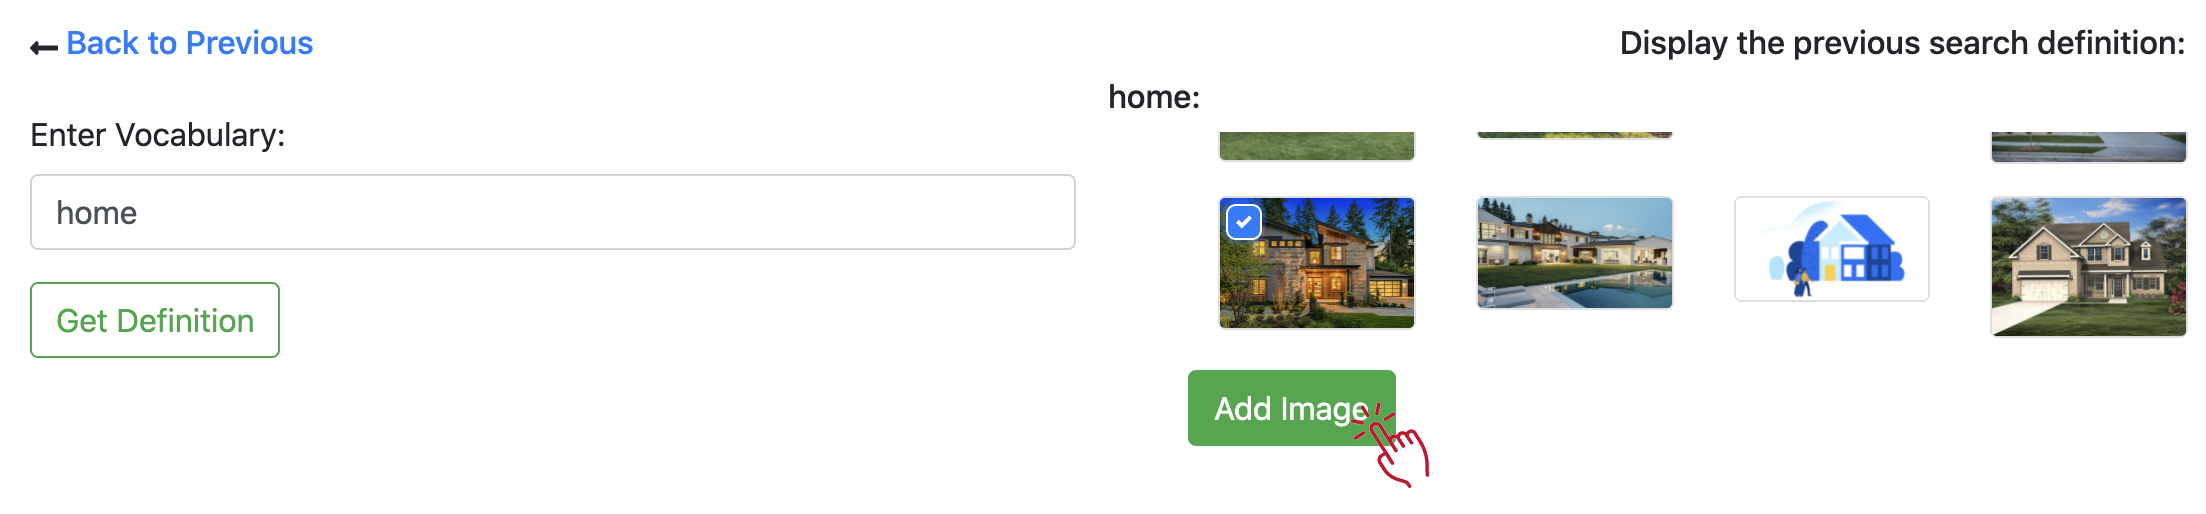 Back to Previous
Display the previous search definition:
home:
Enter Vocabulary:
home
Get Definition
Add Image